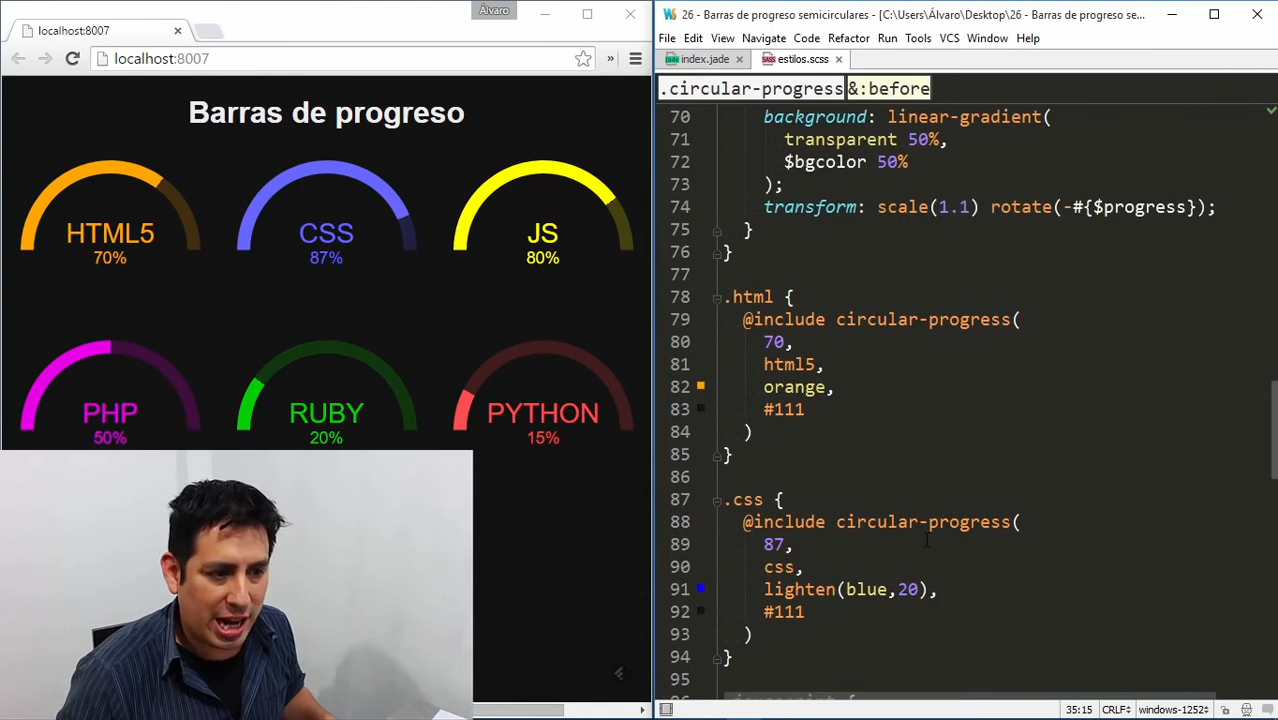 Álvaro
localhost:8007
localhost:8007
Barras de progreso
HTML5
70%
CSS
87%
JS
80%
PHP
50%
RUBY
20%
PYTHON
15%
26 - Barras de progreso semicirculares - [C:\Users\Álvaro\Desktop\26 - Barras de progreso se...
File Edit View Navigate Code Refactor Run Tools VCS Window Help
index.jade
estilos.scss
.circular-progress &:before
70 background: linear-gradient(
71 transparent 50%,
72 $bgcolor 50%
73 );
74 transform: scale(1.1) rotate(-#{$progress});
75 }
76 }
77
78 .html {
79 @include circular-progress(
80 70,
81 html5,
82 orange,
83 #111
84 )
85 }
86
87 .css {
88 @include circular-progress(
89 87,
90 css,
91 lighten(blue,20),
92 #111
93 )
94 }
95
35:15 CRLF÷ windows-1252÷